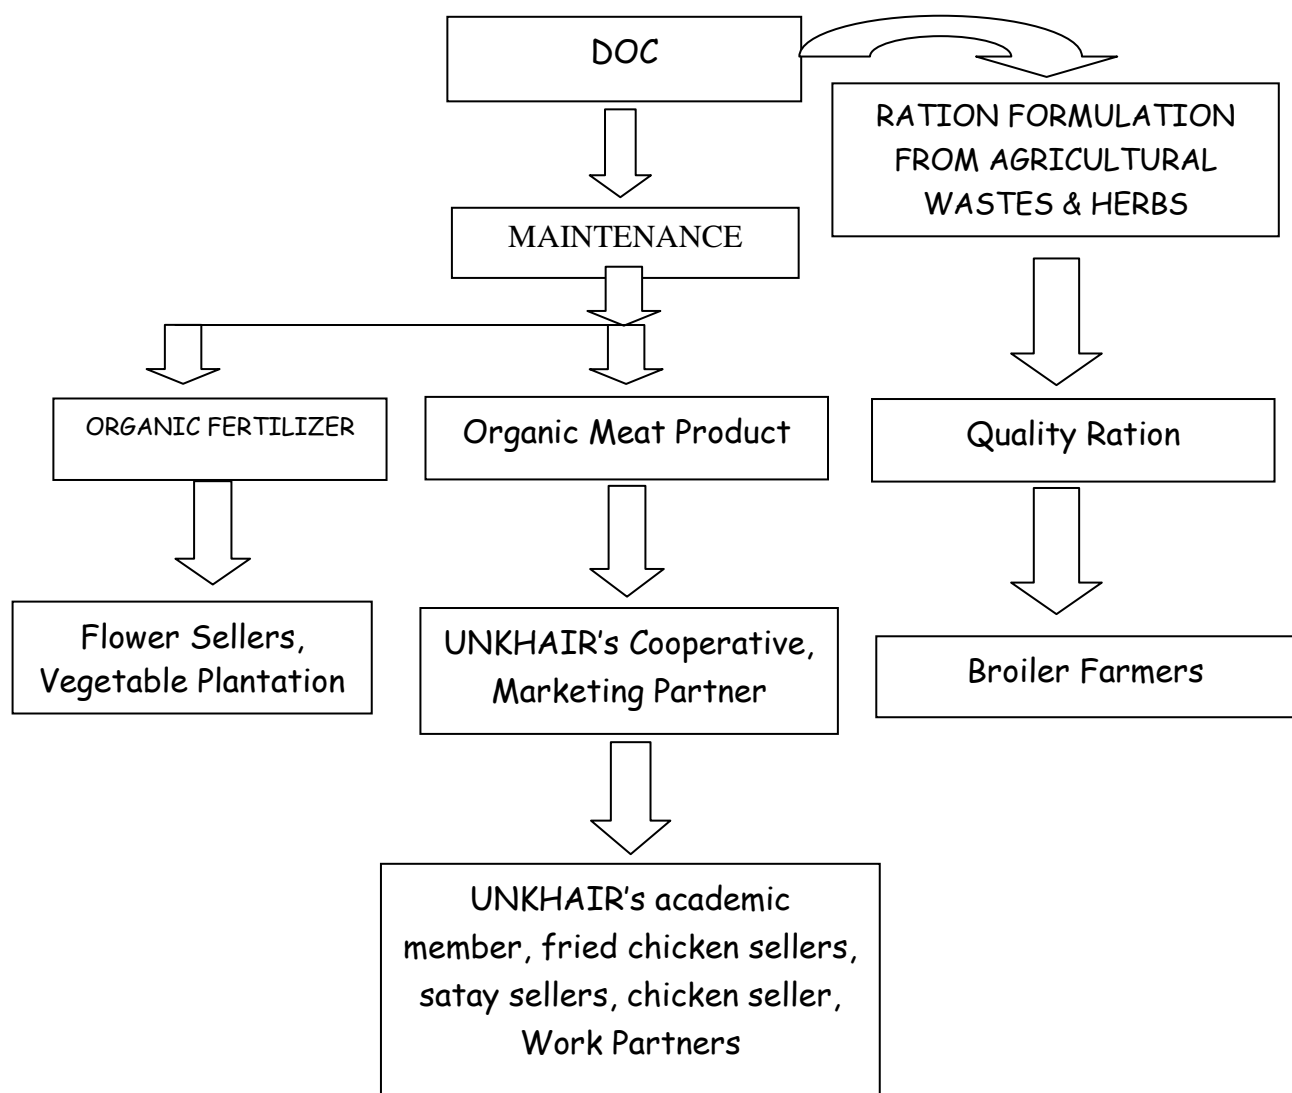 DOC
RATION FORMULATION
FROM AGRICULTURAL
WASTES & HERBS
MAINTENANCE
ORGANIC FERTILIZER
Organic Meat Product
Quality Ration
Flower Sellers,
Vegetable Plantation
UNKHAIR’s Cooperative,
Marketing Partner
Broiler Farmers
UNKHAIR’s academic
member, fried chicken sellers,
satay sellers, chicken seller,
Work Partners